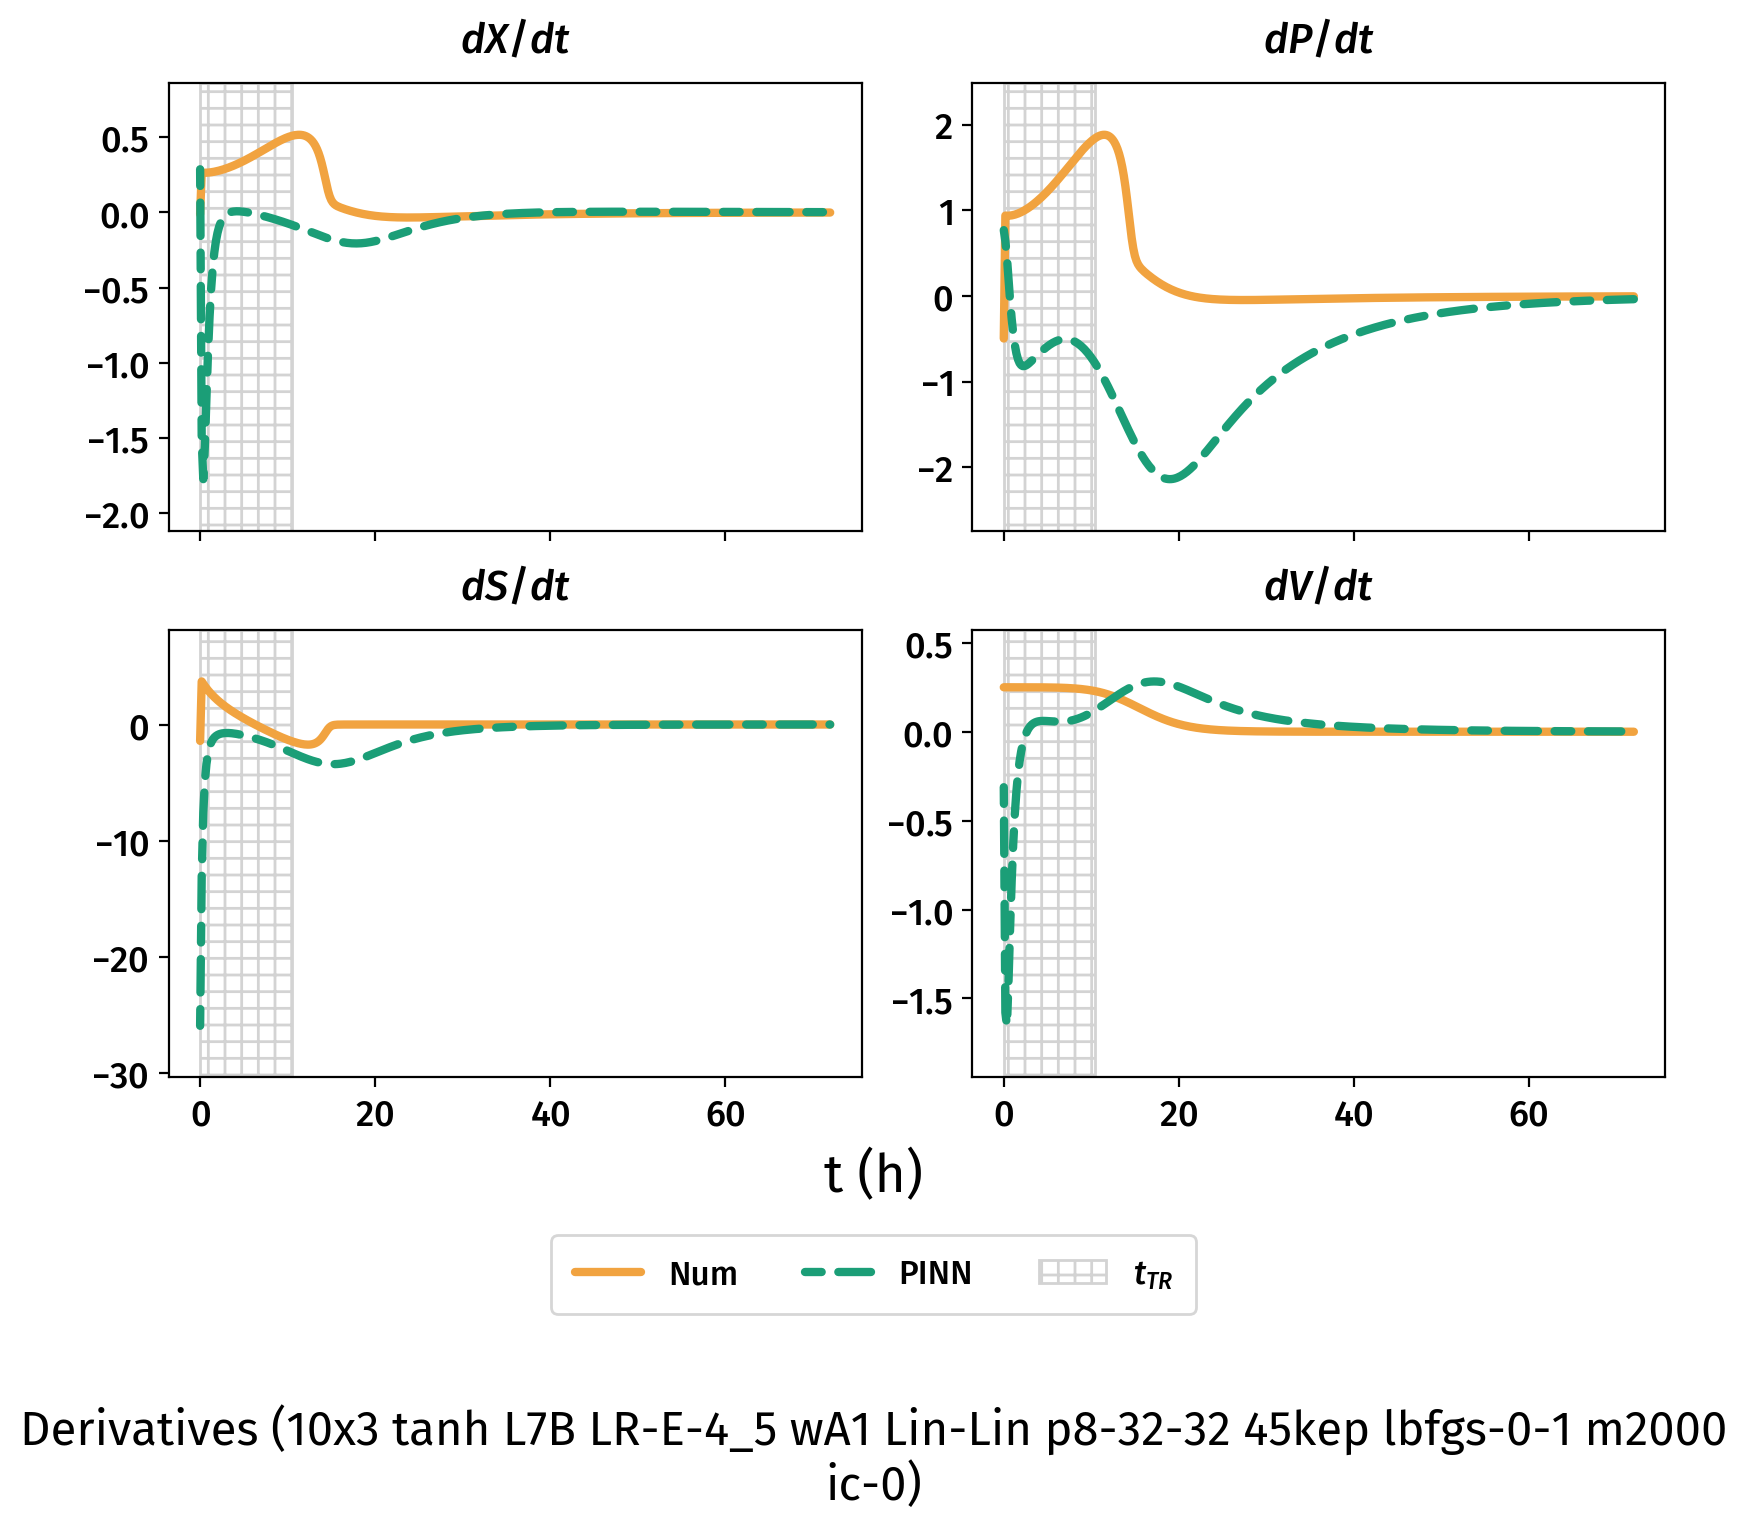 dX/dt
dP/dt
0.5
0.0
−0.5
−1.0
−1.5
−2.0
2
1
0
−1
−2
dS/dt
dV/dt
0
−10
−20
−30
0.5
0.0
−0.5
−1.0
−1.5
0 20 40 60
0 20 40 60
t (h)
Num PINN tTR
Derivatives (10x3 tanh L7B LR-E-4_5 wA1 Lin-Lin p8-32-32 45kep lbfgs-0-1 m2000
ic-0)